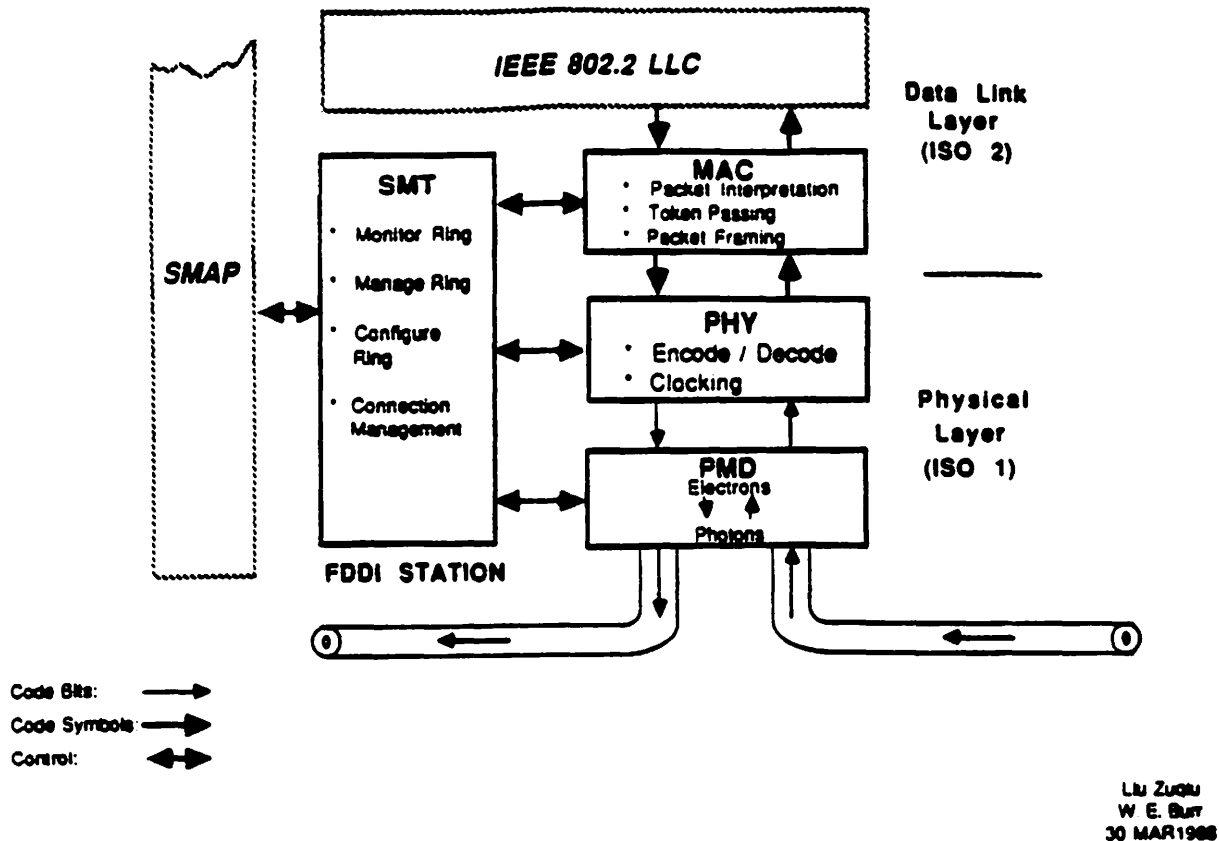 IEEE 802.2 LLC
Data Link
Layer
(ISO 2)
SMAP
SMT
• Monitor Ring
• Manage Ring
• Configure
Ring
• Connection
Management
MAC
• Packet Interpretation
• Token Passing
• Packet Framing
PHY
• Encode / Decode
• Clocking
Physical
Layer
(ISO 1)
PMD
Electrons
Photons
FDDI STATION
Code Bits:
Code Symbols:
Control:
Liu Zuqiu
W. E. Burr
30 MAR1988